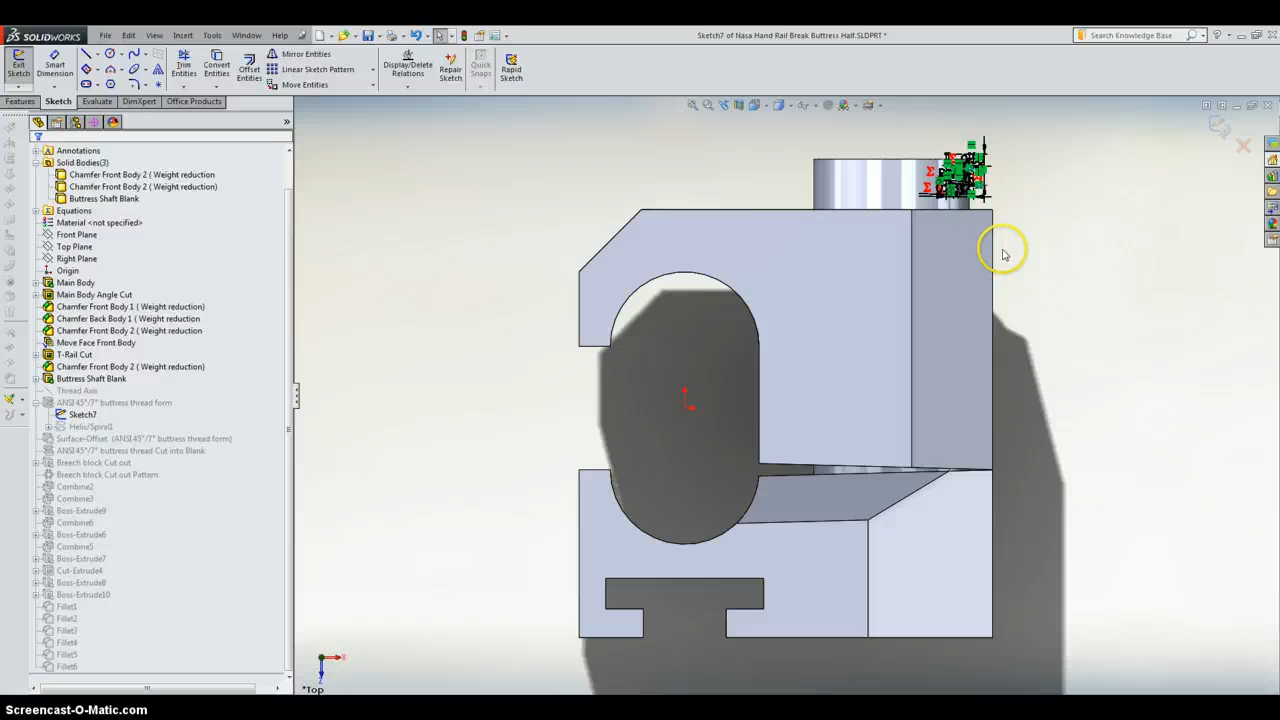 SOLIDWORKS File Edit View Insert Tools Window Help Sketch7 of Nasa Hand Rail Break Buttress Half.SLDPRT * Search Knowledge Base
Exit Sketch Smart Dimension Trim Entities Convert Entities Offset Entities Mirror Entities Linear Sketch Pattern Move Entities Display/Delete Relations Repair Sketch Quick Snaps Rapid Sketch
Features Sketch Evaluate DimXpert Office Products
Annotations
Solid Bodies(3)
Chamfer Front Body 2 ( Weight reduction
Chamfer Front Body 2 ( Weight reduction)
Buttress Shaft Blank
Equations
Material <not specified>
Front Plane
Top Plane
Right Plane
Origin
Main Body
Main Body Angle Cut
Chamfer Front Body 1 ( Weight reduction)
Chamfer Back Body 1 ( Weight reduction
Chamfer Front Body 2 ( Weight reduction
Move Face Front Body
T-Rail Cut
Chamfer Front Body 2 ( Weight reduction)
Buttress Shaft Blank
Thread Axis
ANSI 45°/7° buttress thread form
Sketch7
Helix/Spiral1
Surface-Offset (ANSI 45°/7° buttress thread form)
ANSI 45°/7° buttress thread Cut into Blank
Breech block Cut out
Breech block Cut out Pattern
Combine2
Combine3
Boss-Extrude9
Combine6
Boss-Extrude6
Combine5
Boss-Extrude7
Cut-Extrude4
Boss-Extrude8
Boss-Extrude10
Fillet1
Fillet2
Fillet3
Fillet4
Fillet5
Fillet6
X
Z
*Top
Screencast-O-Matic.com